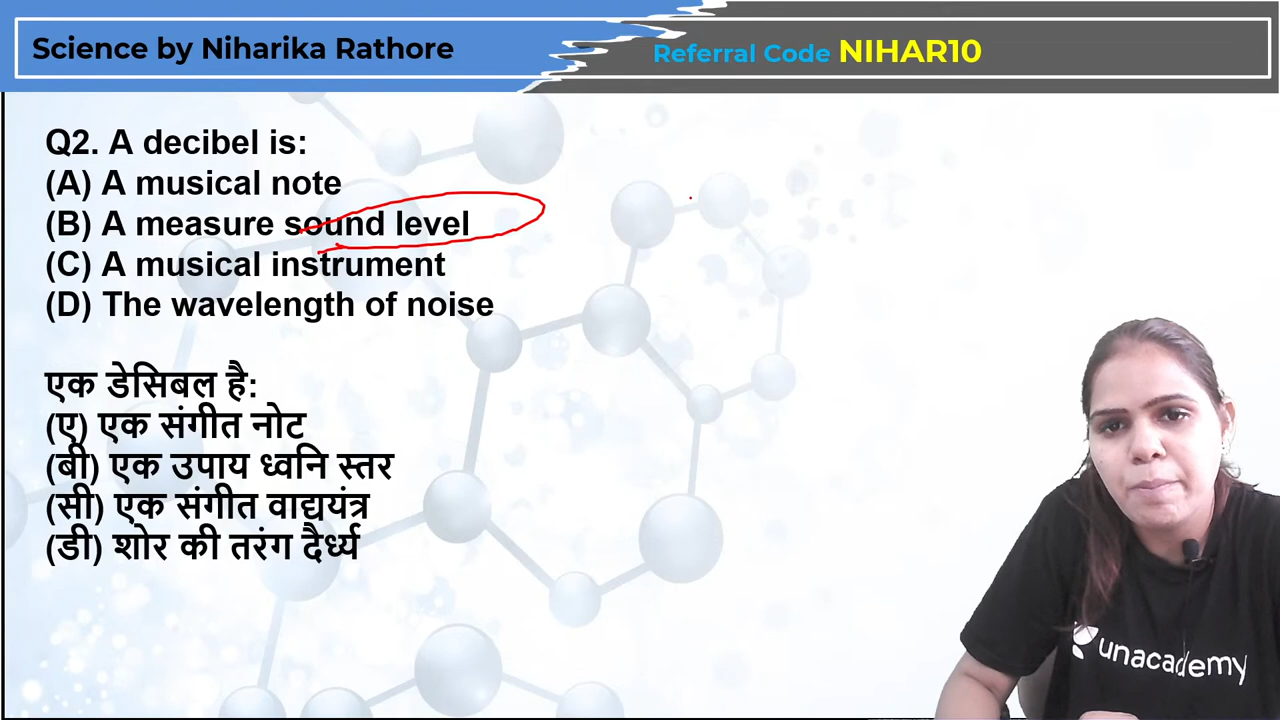 Science by Niharika Rathore
Referral Code NIHAR10
Q2. A decibel is:
(A) A musical note
(B) A measure sound level
(C) A musical instrument
(D) The wavelength of noise
एक डेसिबल है:
(ए) एक संगीत नोट
(बी) एक उपाय ध्वनि स्तर
(सी) एक संगीत वाद्ययंत्र
(डी) शोर की तरंग दैर्ध्य
unacademy